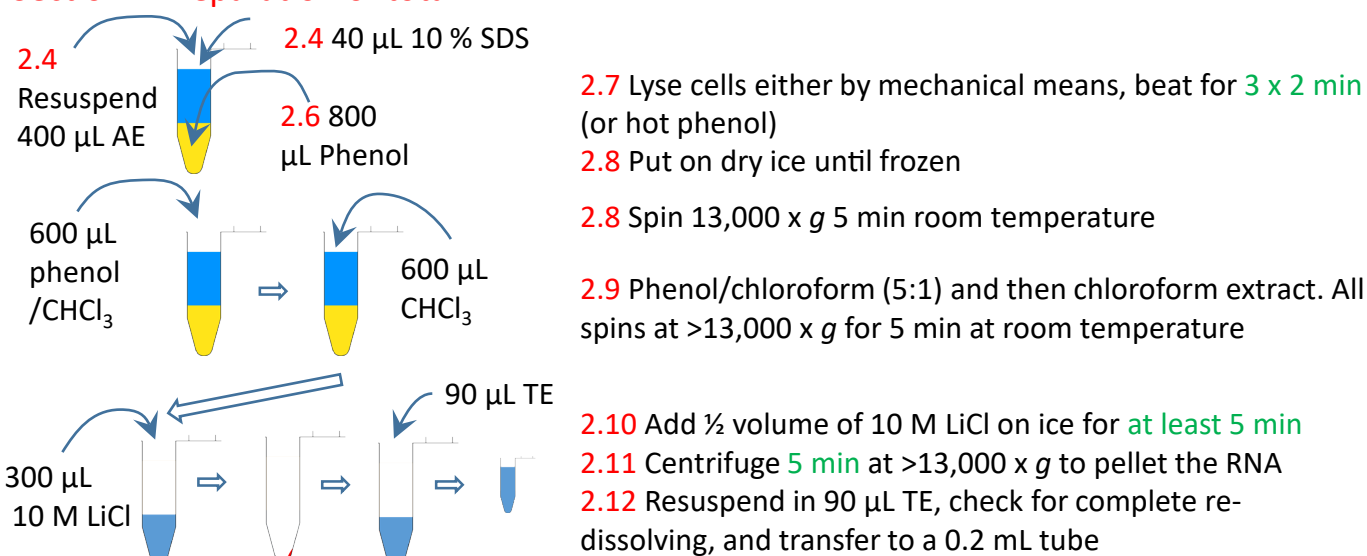 2.4 40 µL 10 % SDS
2.4
Resuspend
400 µL AE
2.6 800
µL Phenol
2.7 Lyse cells either by mechanical means, beat for 3 x 2 min
(or hot phenol)
2.8 Put on dry ice until frozen
600 µL
phenol
/CHCl₃
600 µL
CHCl₃
2.8 Spin 13,000 x g 5 min room temperature
2.9 Phenol/chloroform (5:1) and then chloroform extract. All
spins at >13,000 x g for 5 min at room temperature
90 µL TE
300 µL
10 M LiCl
2.10 Add ½ volume of 10 M LiCl on ice for at least 5 min
2.11 Centrifuge 5 min at >13,000 x g to pellet the RNA
2.12 Resuspend in 90 µL TE, check for complete re-
dissolving, and transfer to a 0.2 mL tube